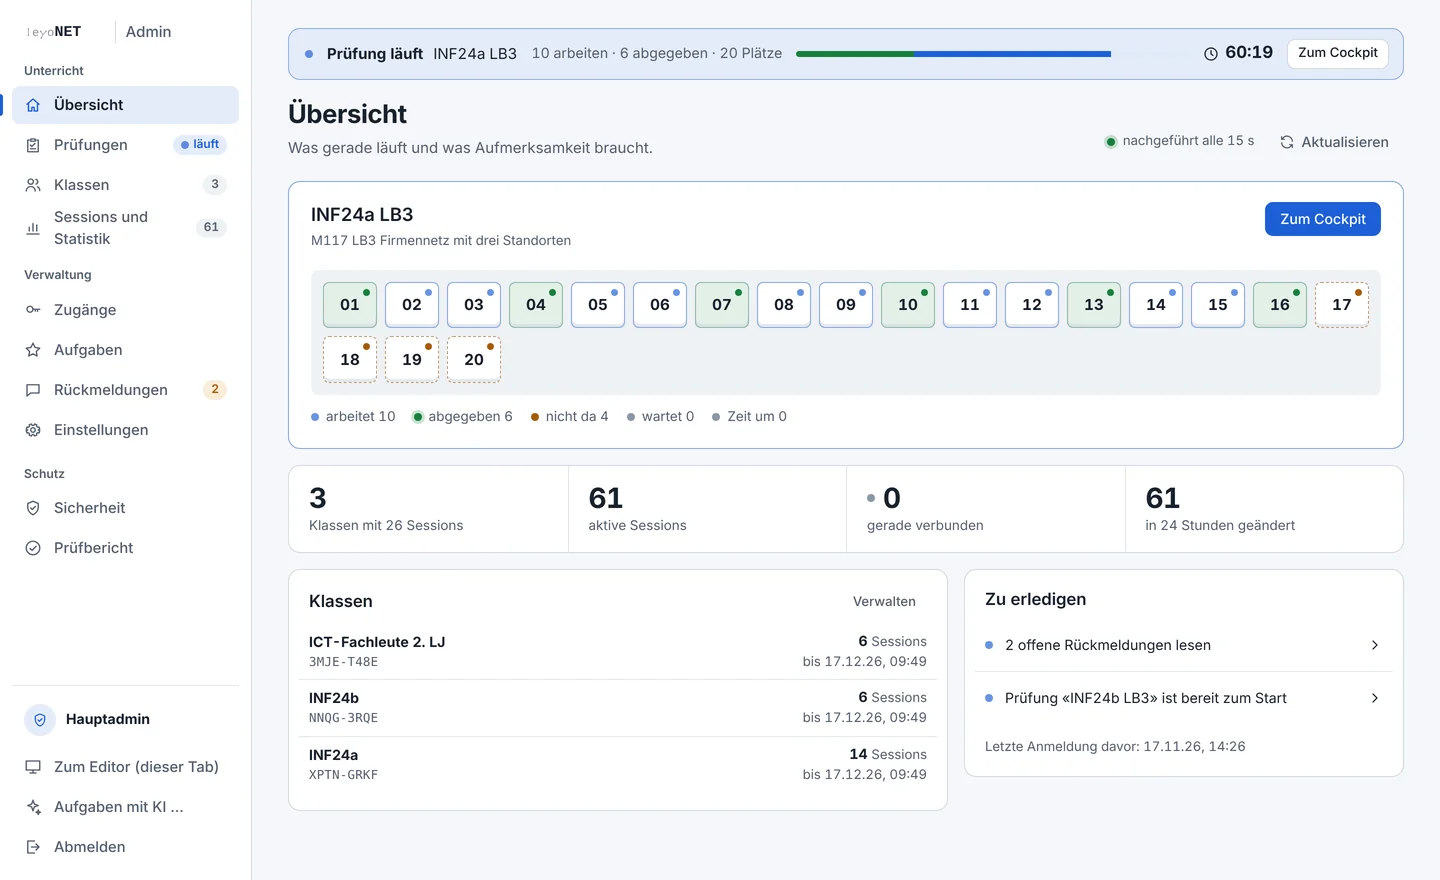 leyoNET Admin
Unterricht
Übersicht
Prüfungen läuft
Klassen 3
Sessions und
Statistik 61
Verwaltung
Zugänge
Aufgaben
Rückmeldungen 2
Einstellungen
Schutz
Sicherheit
Prüfbericht
Hauptadmin
Zum Editor (dieser Tab)
Aufgaben mit KI ...
Abmelden
Prüfung läuft INF24a LB3 10 arbeiten · 6 abgegeben · 20 Plätze 60:19 Zum Cockpit
Übersicht
Was gerade läuft und was Aufmerksamkeit braucht.
nachgeführt alle 15 s Aktualisieren
INF24a LB3
M117 LB3 Firmennetz mit drei Standorten
Zum Cockpit
01 02 03 04 05 06 07 08 09 10 11 12 13 14 15 16 17
18 19 20
arbeitet 10 abgegeben 6 nicht da 4 wartet 0 Zeit um 0
3
Klassen mit 26 Sessions
61
aktive Sessions
0
gerade verbunden
61
in 24 Stunden geändert
Klassen Verwalten
ICT-Fachleute 2. LJ 6 Sessions
3MJE-T48E bis 17.12.26, 09:49
INF24b 6 Sessions
NNQG-3RQE bis 17.12.26, 09:49
INF24a 14 Sessions
XPTN-GRKF bis 17.12.26, 09:49
Zu erledigen
2 offene Rückmeldungen lesen
Prüfung «INF24b LB3» ist bereit zum Start
Letzte Anmeldung davor: 17.11.26, 14:26